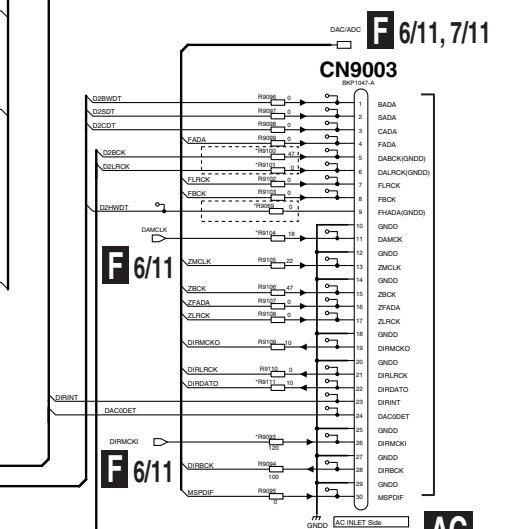 DAC/ADC
F 6/11, 7/11
CN9003
BKP1047-A
D2BWDT R9096 0 1 BADA
D2SDT R9097 0 2 SADA
D2CDT R9098 0 3 CADA
FADA R9099 0 4 FADA
D2BCK *R9100 47 5 DABCK(GNDD)
D2LRCK *R9101 0 6 DALRCK(GNDD)
FLRCK R9102 0 7 FLRCK
FBCK R9103 0 8 FBCK
D2HWDT *R9089 0 9 FHADA(GNDD)
10 GNDD
DAMCLK *R9104 18 11 DAMCK
12 GNDD
F 6/11
ZMCLK R9105 22 13 ZMCLK
14 GNDD
ZBCK R9106 47 15 ZBCK
ZFADA R9107 0 16 ZFADA
ZLRCK R9108 0 17 ZLRCK
18 GNDD
DIRMCKO R9109 10 19 DIRMCKO
20 GNDD
DIRLRCK R9110 0 21 DIRLRCK
DIRDATO *R9111 10 22 DIRDATO
DIRINT 23 DIRINT
DAC0DET 24 DAC0DET
25 GNDD
DIRMCKI *R9093 120 26 DIRMCKI
27 GNDD
F 6/11
DIRBCK R9094 100 28 DIRBCK
29 GNDD
MSPDIF R9095 0 30 MSPDIF
GNDD
AC INLET Side
AC